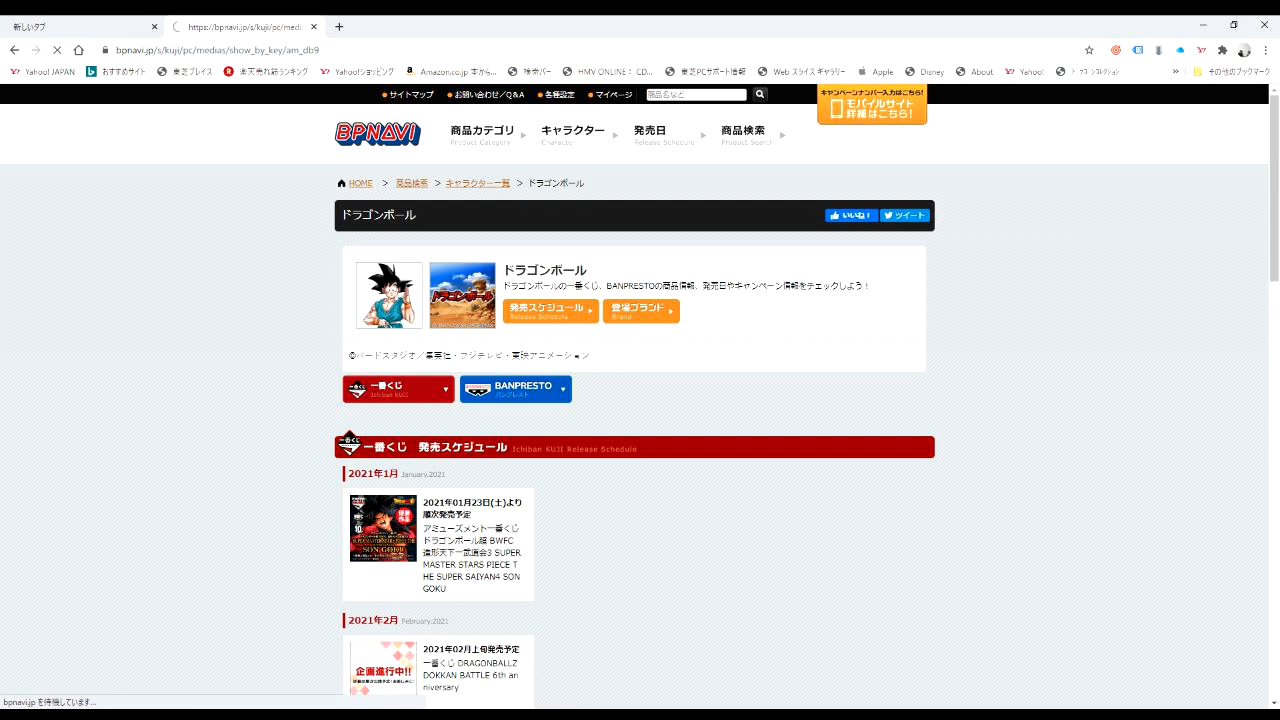 新しいタブ
https://bpnavi.jp/s/kuji/pc/medi
bpnavi.jp/s/kuji/pc/medias/show_by_key/am_db9
Yahoo! JAPAN おすすめサイト 東芝プレイス 楽天売れ筋ランキング Yahoo!ショッピング Amazon.co.jp 本から... 検索バー HMV ONLINE： CD... 東芝PCサポート情報 Web スライス ギャラリー Apple Disney About Yahoo! » その他のブックマーク
サイトマップ お問い合わせ／Q&A 各種設定 マイページ 商品名など
キャンペーンナンバー入力はこちら!
モバイルサイト
詳細はこちら!
BPNAVI
商品カテゴリ キャラクター 発売日 商品検索
Product Category Characte Release Schedule Product Search
HOME > 商品検索 > キャラクター一覧 > ドラゴンボール
ドラゴンボール
いいね! ツイート
ドラゴンボール
ドラゴンボール
ドラゴンボールの一番くじ、BANPRESTOの商品情報、発売日やキャンペーン情報をチェックしよう！
発売スケジュール 登場ブランド
Release Schedule Brand
©バードスタジオ／集英社・フジテレビ・東映アニメーション
一番くじ BANPRESTO
Ichiban KUJI バンプレスト
一番くじ 発売スケジュール Ichiban KUJI Release Schedule
2021年1月 January.2021
2021年01月23日(土)より
順次発売予定
アミューズメント一番くじ
ドラゴンボール超 BWFC
造形天下一武道会3 SUPER
MASTER STARS PIECE T
HE SUPER SAIYAN4 SON
GOKU
SON GOKU
2021年2月 February.2021
2021年02月上旬発売予定
一番くじ DRAGONBALLZ
DOKKAN BATTLE 6th an
niversary
企画進行中!!
bpnavi.jp を待機しています...